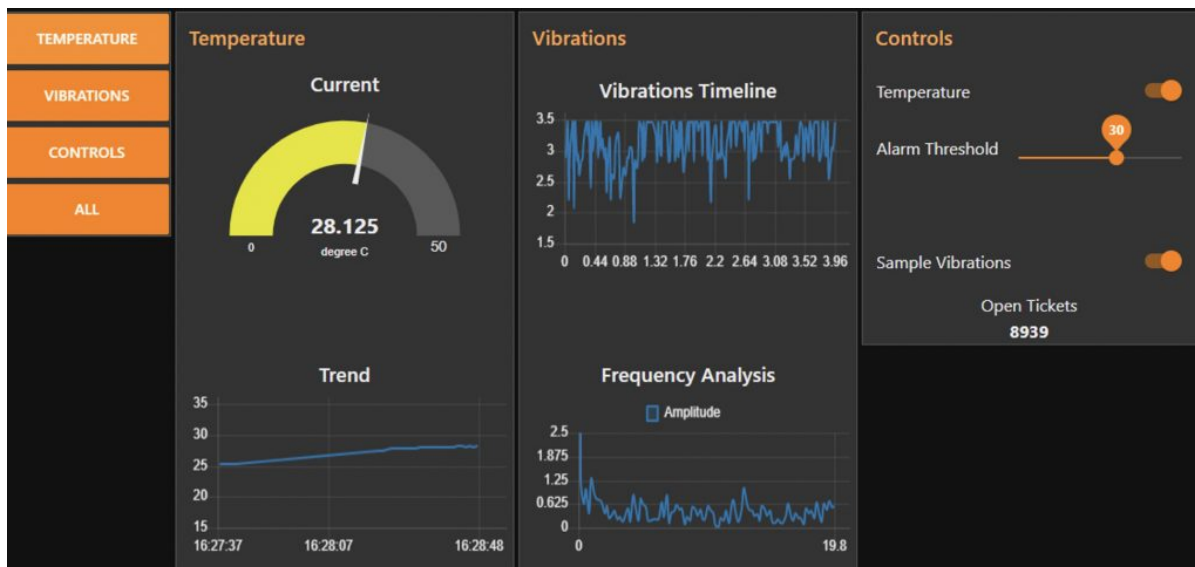 TEMPERATURE
VIBRATIONS
CONTROLS
ALL
Temperature
Current
28.125
degree C
0
50
Trend
35
30
25
20
15
16:27:37 16:28:07 16:28:48
Vibrations
Vibrations Timeline
3.5
3
2.5
2
1.5
0 0.44 0.88 1.32 1.76 2.2 2.64 3.08 3.52 3.96
Frequency Analysis
Amplitude
2.5
1.875
1.25
0.625
0
0 19.8
Controls
Temperature
30
Alarm Threshold
Sample Vibrations
Open Tickets
8939